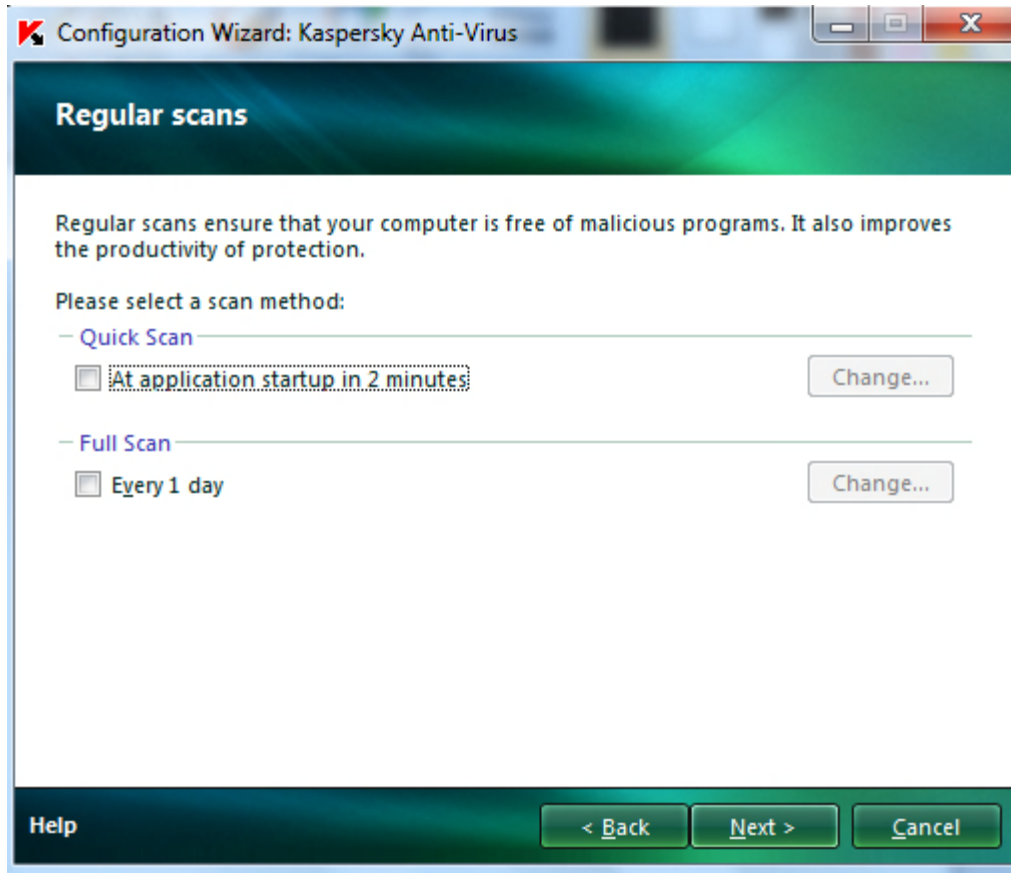 Configuration Wizard: Kaspersky Anti-Virus
Regular scans
Regular scans ensure that your computer is free of malicious programs. It also improves
the productivity of protection.
Please select a scan method:
Quick Scan
At application startup in 2 minutes
Change...
Full Scan
Every 1 day
Change...
Help
< Back
Next >
Cancel